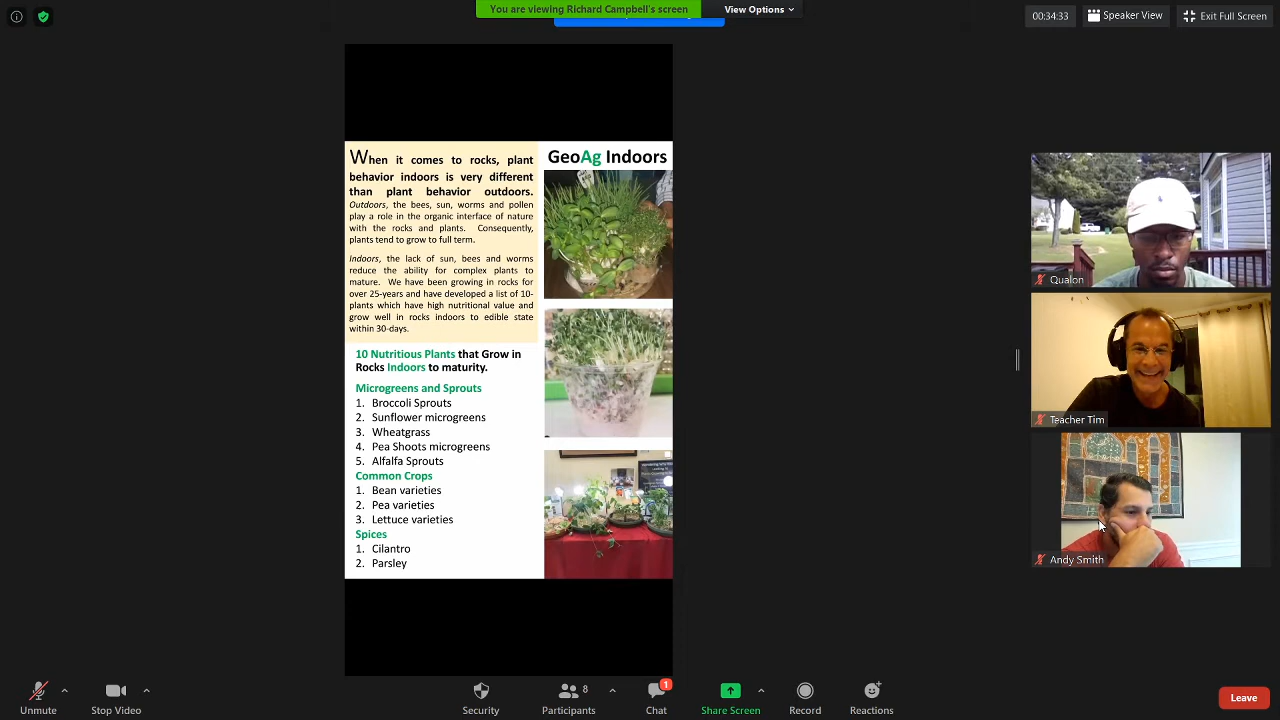 You are viewing Richard Campbell's screen
View Options
00:34:33
Speaker View
Exit Full Screen
When it comes to rocks, plant
behavior indoors is very different
than plant behavior outdoors.
Outdoors, the bees, sun, worms and pollen
play a role in the organic interface of nature
with the rocks and plants. Consequently,
plants tend to grow to full term.
Indoors, the lack of sun, bees and worms
reduce the ability for complex plants to
mature. We have been growing in rocks for
over 25-years and have developed a list of 10-
plants which have high nutritional value and
grow well in rocks indoors to edible state
within 30-days.
GeoAg Indoors
10 Nutritious Plants that Grow in
Rocks Indoors to maturity.
Microgreens and Sprouts
1. Broccoli Sprouts
2. Sunflower microgreens
3. Wheatgrass
4. Pea Shoots microgreens
5. Alfalfa Sprouts
Common Crops
1. Bean varieties
2. Pea varieties
3. Lettuce varieties
Spices
1. Cilantro
2. Parsley
Qualon
Teacher Tim
Andy Smith
Unmute
Stop Video
Security
8
Participants
1
Chat
Share Screen
Record
Reactions
Leave